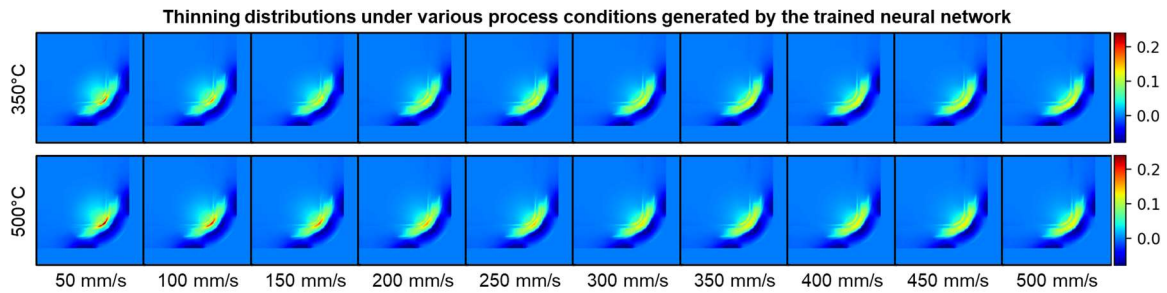 Thinning distributions under various process conditions generated by the trained neural network
350°C
0.2
0.1
0.0
500°C
0.2
0.1
0.0
50 mm/s 100 mm/s 150 mm/s 200 mm/s 250 mm/s 300 mm/s 350 mm/s 400 mm/s 450 mm/s 500 mm/s